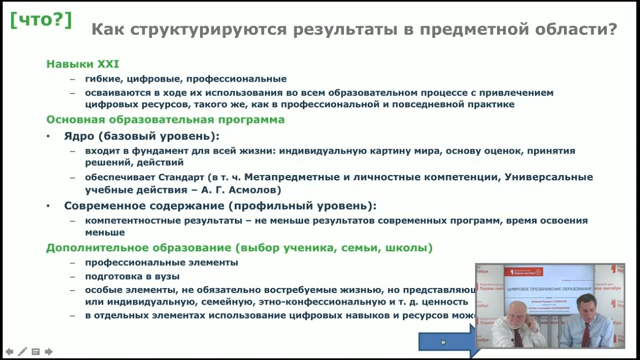 [что?]
Как структурируются результаты в предметной области?
Навыки XXI
– гибкие, цифровые, профессиональные
– осваиваются в ходе их использования во всем образовательном процессе с привлечением
цифровых ресурсов, такого же, как в профессиональной и повседневной практике
Основная образовательная программа
• Ядро (базовый уровень):
– входит в фундамент для всей жизни: индивидуальную картину мира, основу оценок, принятия
решений, действий
– обеспечивает Стандарт (в т. ч. Метапредметные и личностные компетенции, Универсальные
учебные действия – А. Г. Асмолов)
• Современное содержание (профильный уровень):
– компетентностные результаты – не меньше результатов современных программ, время освоения
меньше
Дополнительное образование (выбор ученика, семьи, школы)
– профессиональные элементы
– подготовка в вузы
– особые элементы, не обязательно востребуемые жизнью, но представляющ
или индивидуальную, семейную, этно-конфессиональную и т. д. ценность
– в отдельных элементах использование цифровых навыков и ресурсов мож
ЦИФРОВОЕ ПРЕОБРАЖЕНИЕ ОБРАЗОВАНИЯ